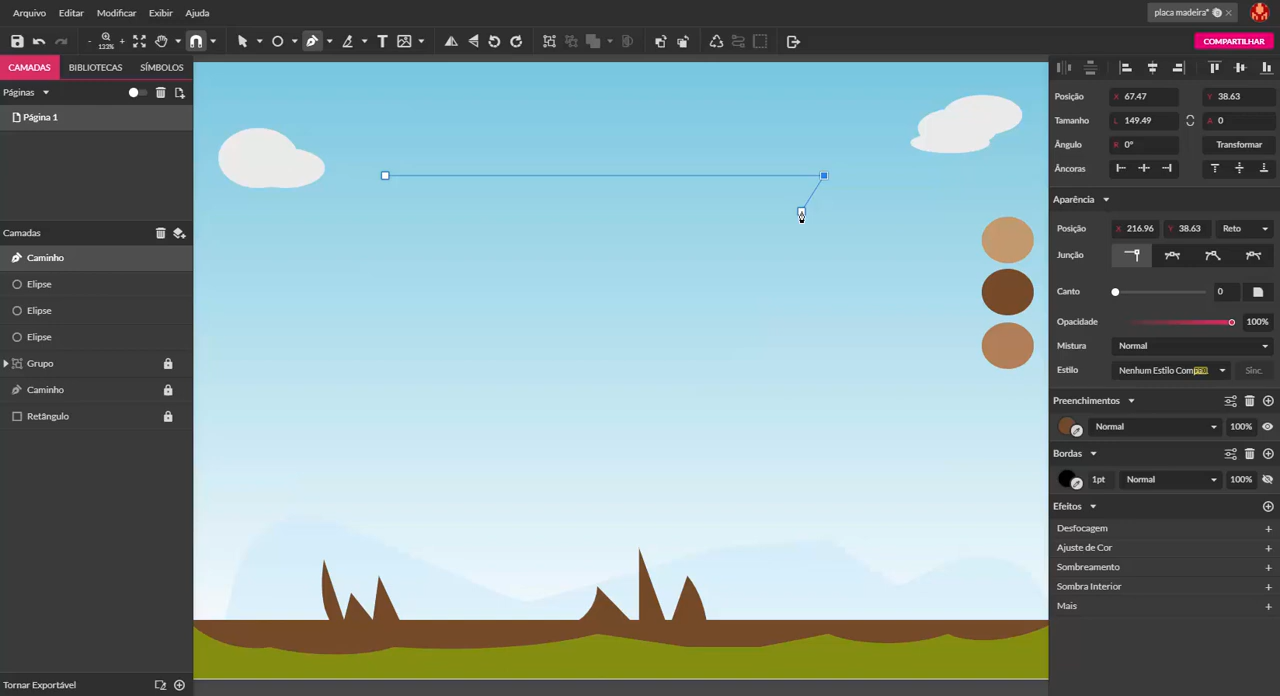 Arquivo Editar Modificar Exibir Ajuda placa madeira*
- 132% + COMPARTILHAR
CAMADAS BIBLIOTECAS SÍMBOLOS
Páginas
Página 1
Camadas
Caminho
Elipse
Elipse
Elipse
Grupo
Caminho
Retângulo
Tornar Exportável
Posição X 67.47 Y 38.63
Tamanho L 149.49 A 0
Ângulo R 0° Transformar
Âncoras
Aparência
Posição X 216.96 Y 38.63 Reto
Junção
Canto 0
Opacidade 100%
Mistura Normal
Estilo Nenhum Estilo Sinc.
Preenchimentos
Normal 100%
Bordas
1pt Normal 100%
Efeitos
Desfocagem +
Ajuste de Cor +
Sombreamento +
Sombra Interior +
Mais +